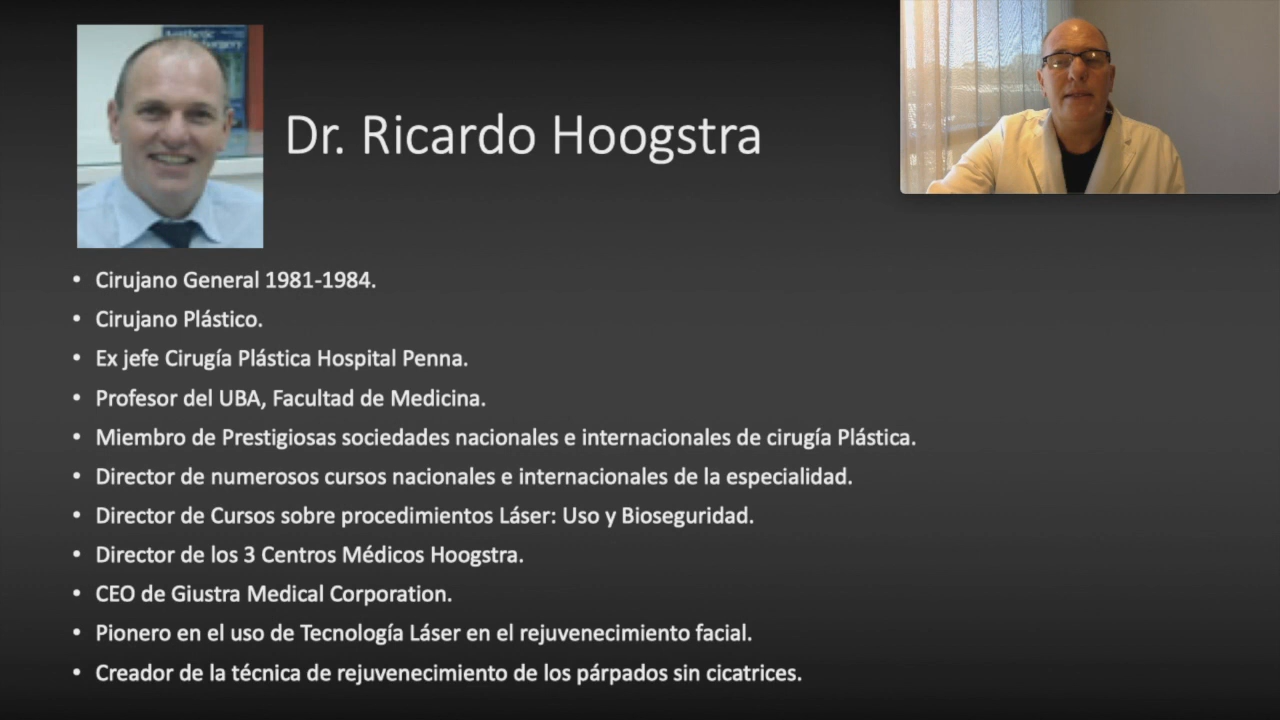 Aesthetic
Surgery
Dr. Ricardo Hoogstra
• Cirujano General 1981-1984.
• Cirujano Plástico.
• Ex jefe Cirugía Plástica Hospital Penna.
• Profesor del UBA, Facultad de Medicina.
• Miembro de Prestigiosas sociedades nacionales e internacionales de cirugía Plástica.
• Director de numerosos cursos nacionales e internacionales de la especialidad.
• Director de Cursos sobre procedimientos Láser: Uso y Bioseguridad.
• Director de los 3 Centros Médicos Hoogstra.
• CEO de Giustra Medical Corporation.
• Pionero en el uso de Tecnología Láser en el rejuvenecimiento facial.
• Creador de la técnica de rejuvenecimiento de los párpados sin cicatrices.